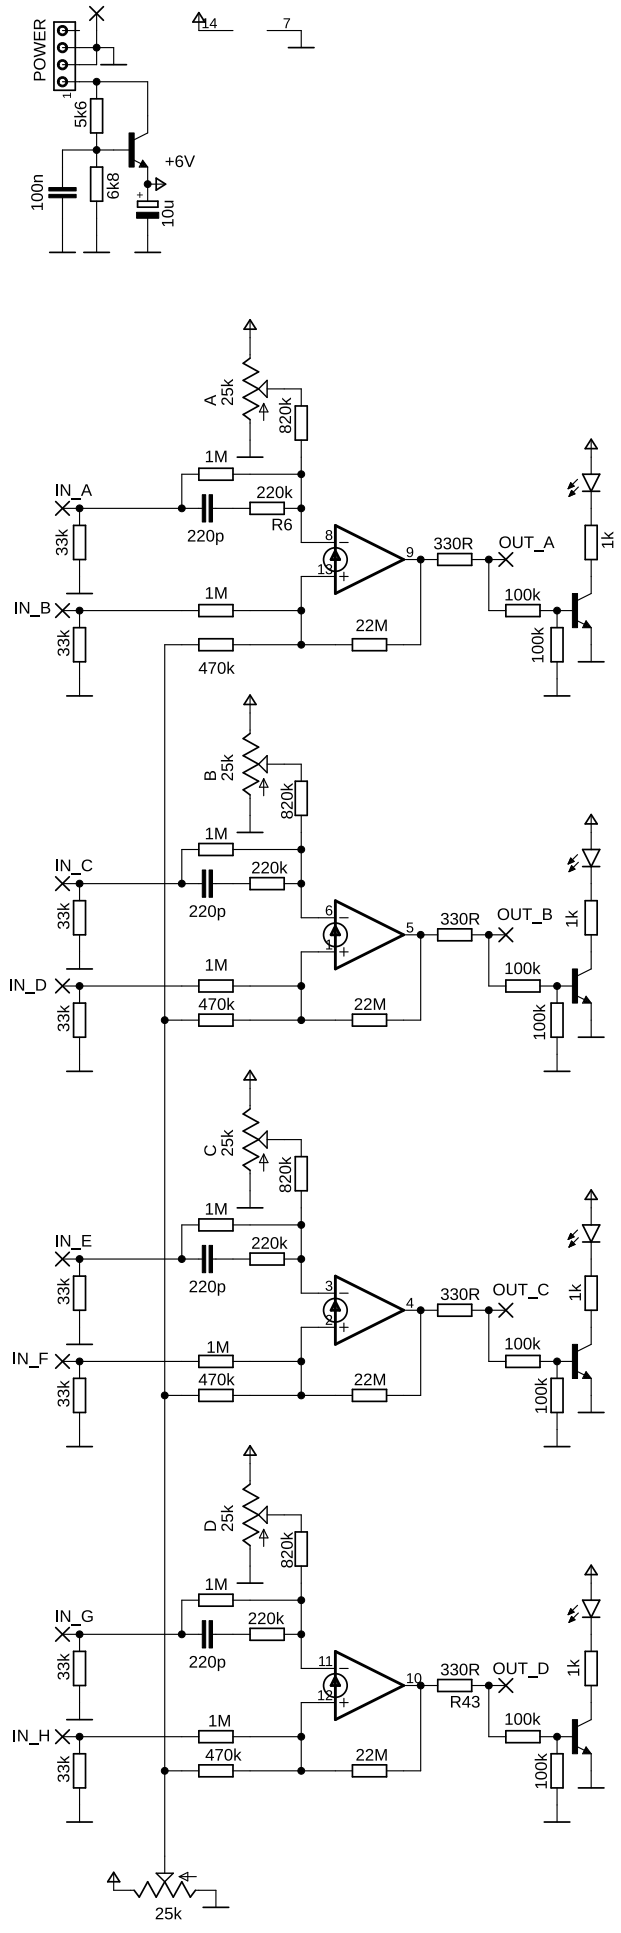 POWER
1
14
7
5k6
6k8
100n
+6V
+
10u
A
25k
820k
1M
IN_A
220k
220p
R6
33k
8
13
9
330R
OUT_A
1k
IN_B
1M
33k
470k
22M
100k
100k
B
25k
820k
1M
IN_C
220k
220p
33k
6
1
5
330R
OUT_B
1k
IN_D
1M
33k
470k
22M
100k
100k
C
25k
820k
1M
IN_E
220k
220p
33k
3
2
4
330R
OUT_C
1k
IN_F
1M
33k
470k
22M
100k
100k
D
25k
820k
1M
IN_G
220k
220p
33k
11
12
10
330R
R43
OUT_D
1k
IN_H
1M
33k
470k
22M
100k
100k
25k